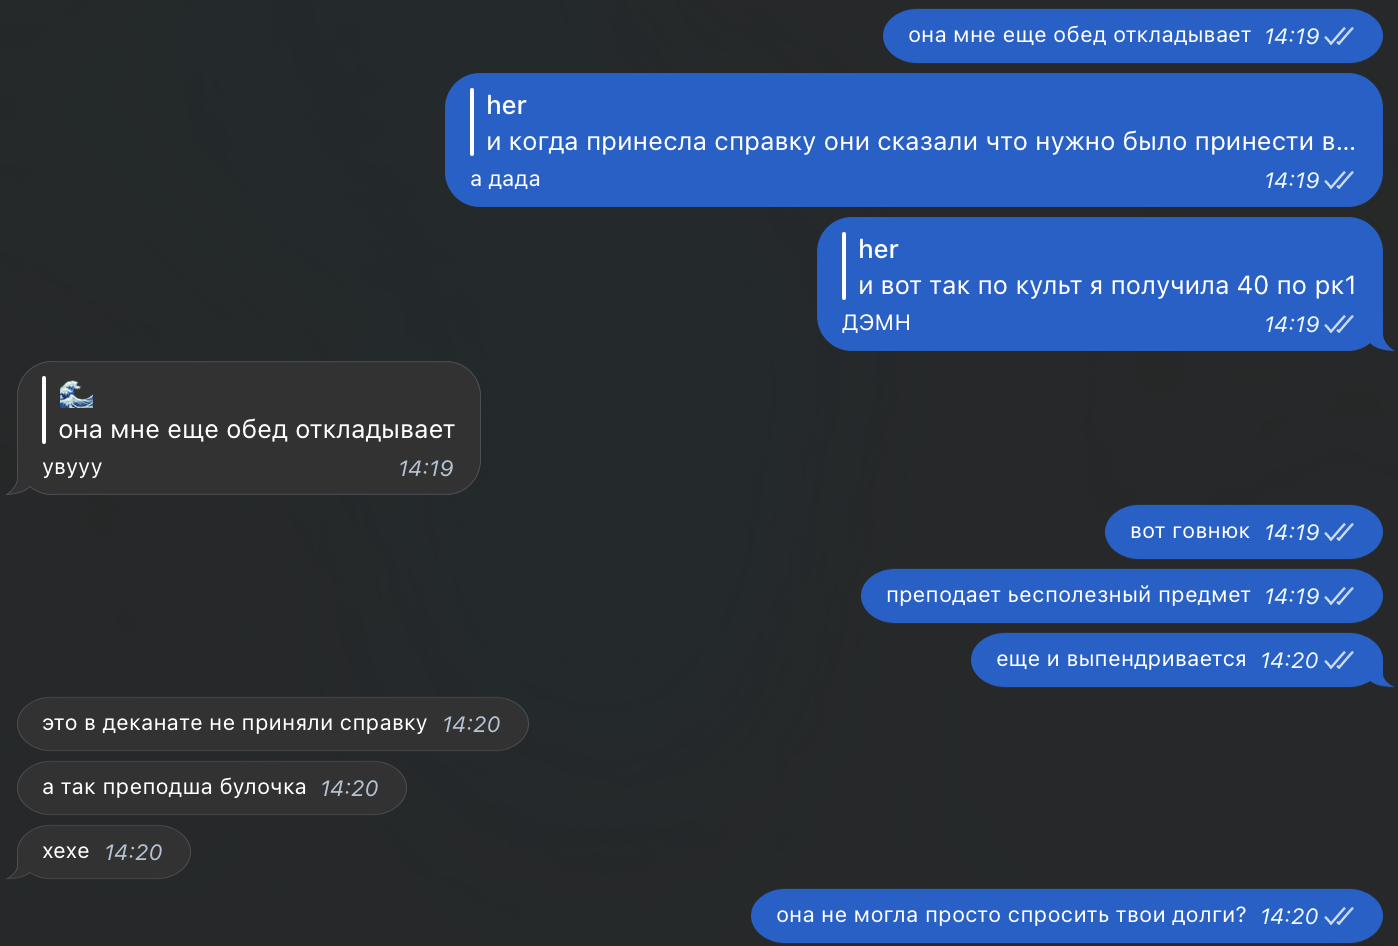 она мне еще обед откладывает 14:19
her
и когда принесла справку они сказали что нужно было принести в...
а дада 14:19
her
и вот так по культ я получила 40 по рк1
ДЭМН 14:19
🌊
она мне еще обед откладывает
увууу 14:19
вот говнюк 14:19
преподает ьесполезный предмет 14:19
еще и выпендривается 14:20
это в деканате не приняли справку 14:20
а так преподша булочка 14:20
хехе 14:20
она не могла просто спросить твои долги? 14:20